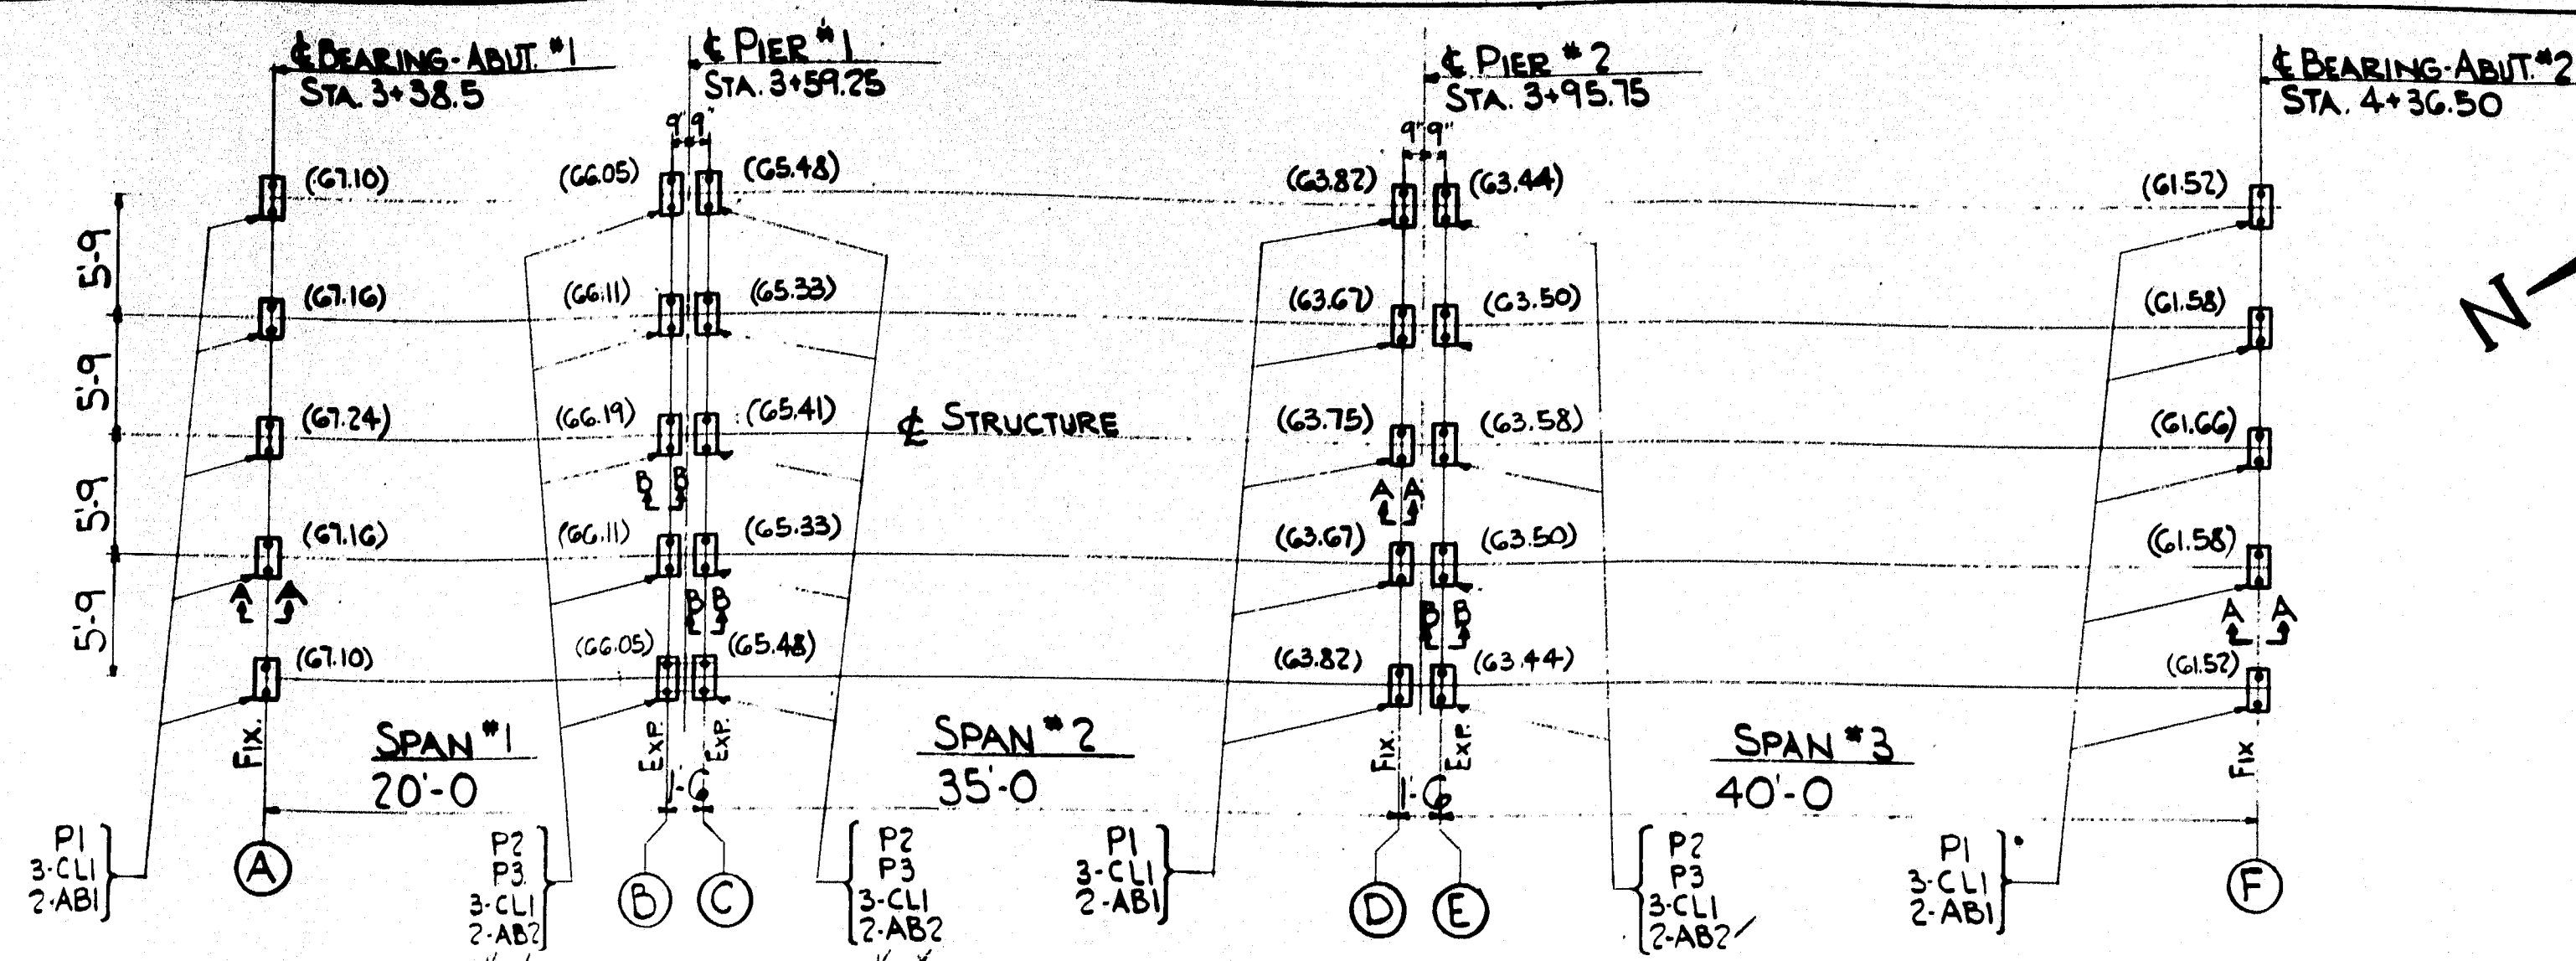 ℄ BEARING-ABUT. #1
STA. 3+38.5
℄ PIER #1
STA. 3+59.25
℄ PIER #2
STA. 3+95.75
℄ BEARING-ABUT. #2
STA. 4+36.50
9" 9"
9" 9"
(67.10) (66.05) (65.48) (63.82) (63.44) (61.52)
5'-9
(67.16) (66.11) (65.33) (63.67) (63.50) (61.58)
N
5'-9
(67.24) (66.19) (65.41) ℄ STRUCTURE (63.75) (63.58) (61.66)
B B
A A
5'-9
(67.16) (66.11) (65.33) (63.67) (63.50) (61.58)
A A
B B
B B
A A
5'-9
(67.10) (66.05) (65.48) (63.82) (63.44) (61.52)
FIX. EXP. EXP. FIX. EXP. FIX
SPAN #1
20'-0
1'-6
SPAN #2
35'-0
1'-6
SPAN #3
40'-0
P1
3-CL1
2-AB1
A
P2
P3
3-CL1
2-AB2
B
C
P2
P3
3-CL1
2-AB2
P1
3-CL1
2-AB1
D
E
P2
P3
3-CL1
2-AB2
P1
3-CL1
2-AB1
F